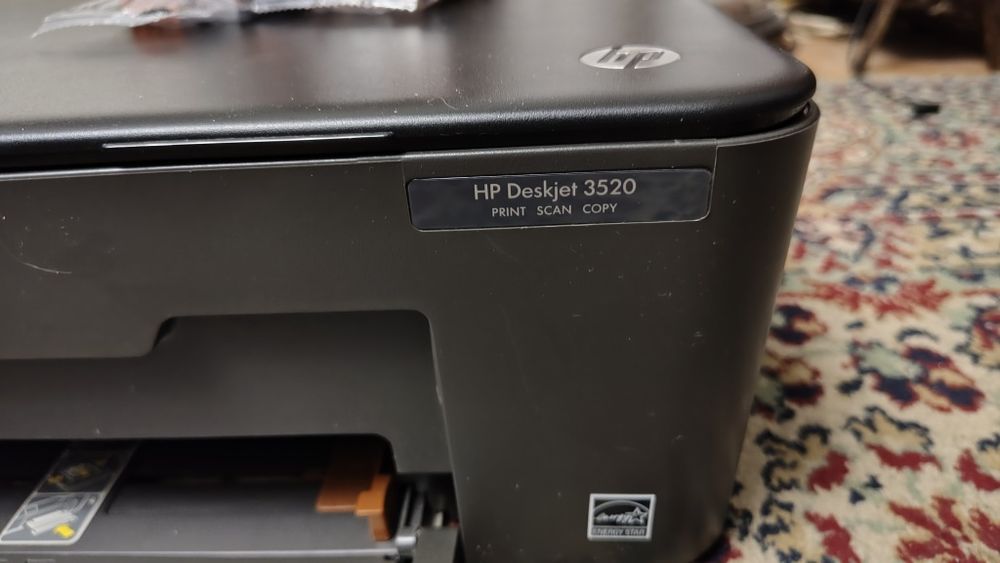 hp
HP Deskjet 3520
PRINT SCAN COPY
ENERGY STAR